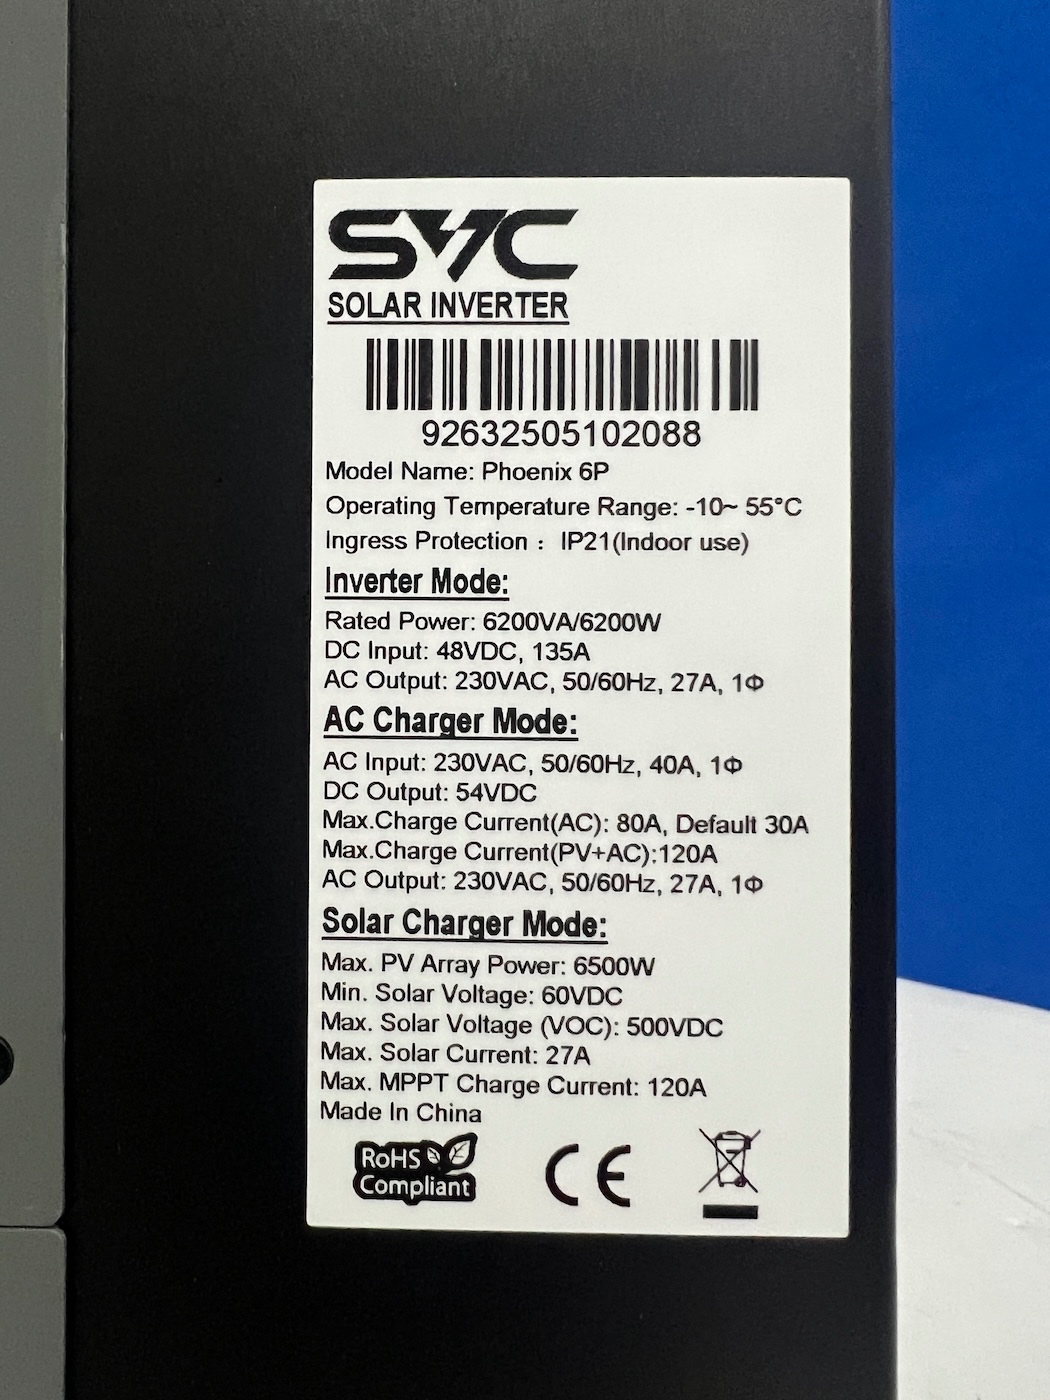 SVC
SOLAR INVERTER
92632505102088
Model Name: Phoenix 6P
Operating Temperature Range: -10~ 55°C
Ingress Protection : IP21(Indoor use)
Inverter Mode:
Rated Power: 6200VA/6200W
DC Input: 48VDC, 135A
AC Output: 230VAC, 50/60Hz, 27A, 1Φ
AC Charger Mode:
AC Input: 230VAC, 50/60Hz, 40A, 1Φ
DC Output: 54VDC
Max.Charge Current(AC): 80A, Default 30A
Max.Charge Current(PV+AC):120A
AC Output: 230VAC, 50/60Hz, 27A, 1Φ
Solar Charger Mode:
Max. PV Array Power: 6500W
Min. Solar Voltage: 60VDC
Max. Solar Voltage (VOC): 500VDC
Max. Solar Current: 27A
Max. MPPT Charge Current: 120A
Made In China
RoHS
Compliant
CE